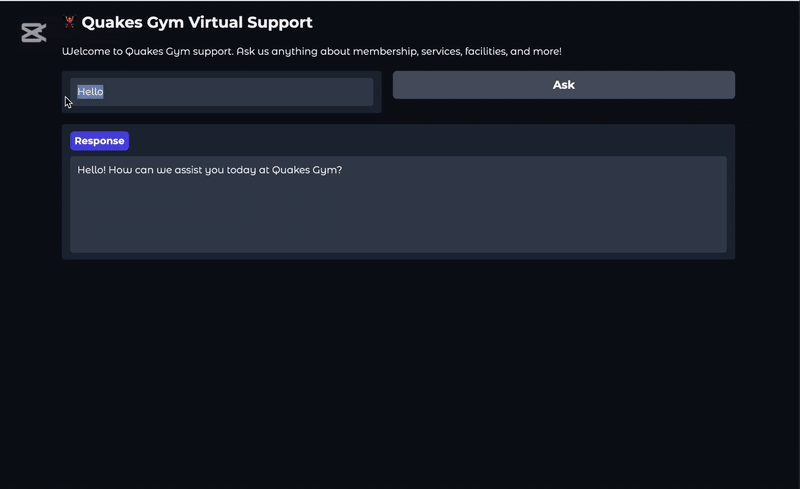 Quakes Gym Virtual Support
Welcome to Quakes Gym support. Ask us anything about membership, services, facilities, and more!
Hello
Ask
Response
Hello! How can we assist you today at Quakes Gym?